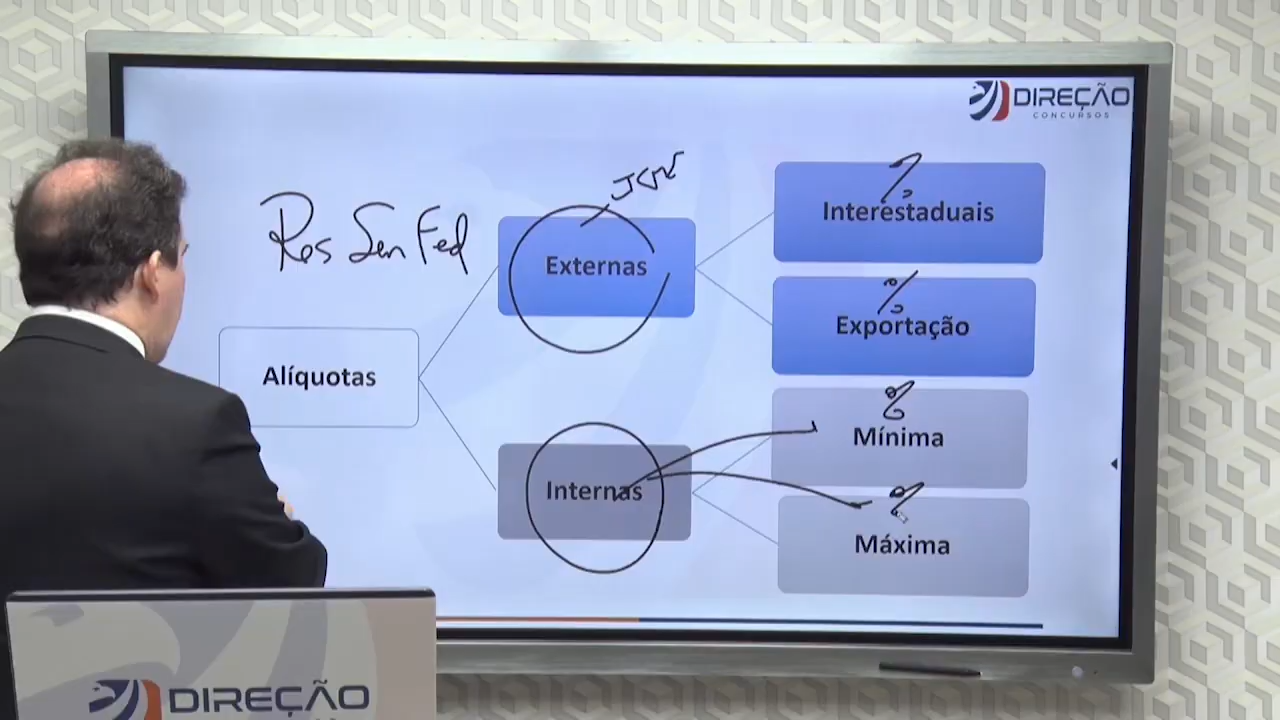 DIREÇÃO
CONCURSOS
Res Sen Fed
Externas
Interestaduais
%
Exportação
%
Alíquotas
Internas
Mínima
%
Máxima
%
DIREÇÃO